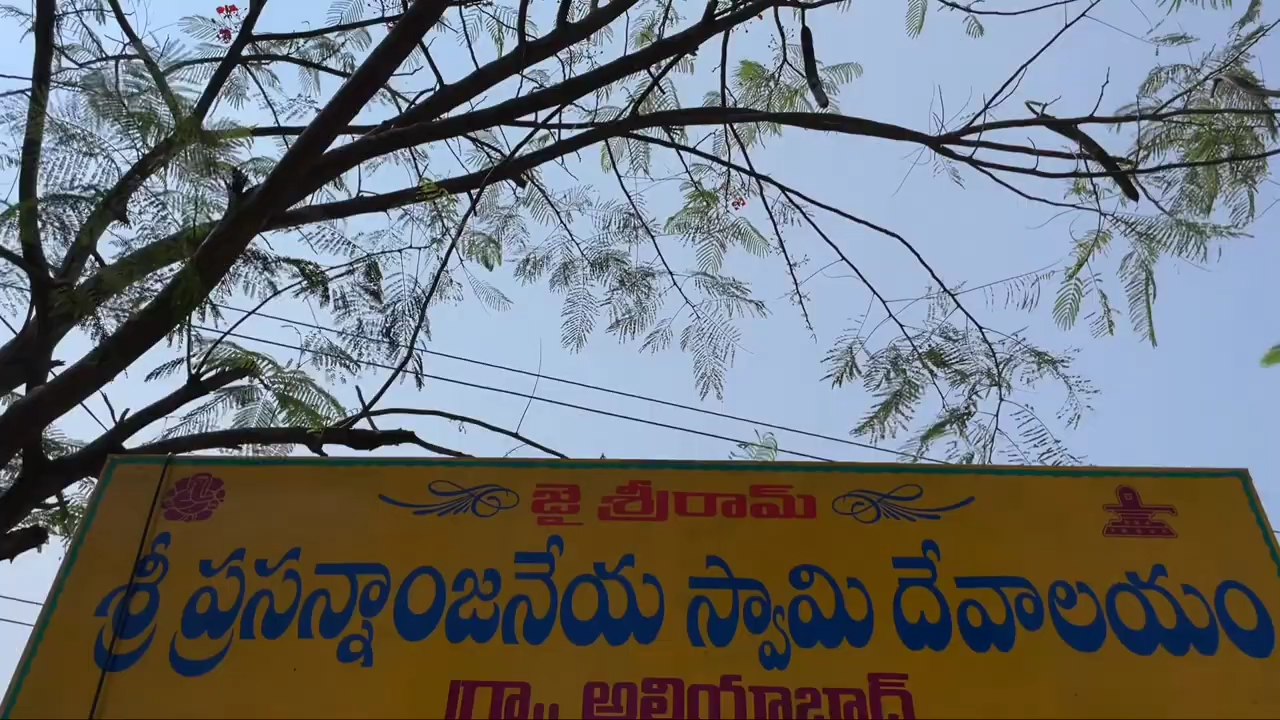 జై శ్రీరామ్
శ్రీ ప్రసన్నాంజనేయ స్వామి దేవాలయం
గ్రా.. అలియాబాద్